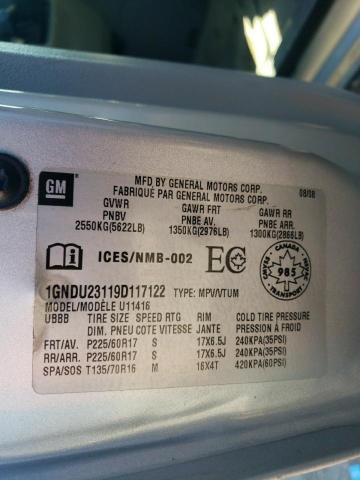 GM
MFD BY GENERAL MOTORS CORP.
FABRIQUE PAR GENERAL MOTORS CORP.
08/08
GVWR GAWR FRT GAWR RR
PNBV PNBE AV. PNBE ARR.
2550KG(5622LB) 1350KG(2976LB) 1300KG(2866LB)
ICES/NMB-002 EC
CANADA 985 CANADA
1GNDU23119D117122 TYPE: MPV/VTUM
MODEL/MODÈLE U11416
UBBB TIRE SIZE SPEED RTG RIM COLD TIRE PRESSURE
DIM. PNEU COTE VITESSE JANTE PRESSION À FROID
FRT/AV. P225/60R17 S 17X6.5J 240KPA(35PSI)
RR/ARR. P225/60R17 S 17X6.5J 240KPA(35PSI)
SPA/SOS T135/70R16 M 16X4T 420KPA(60PSI)